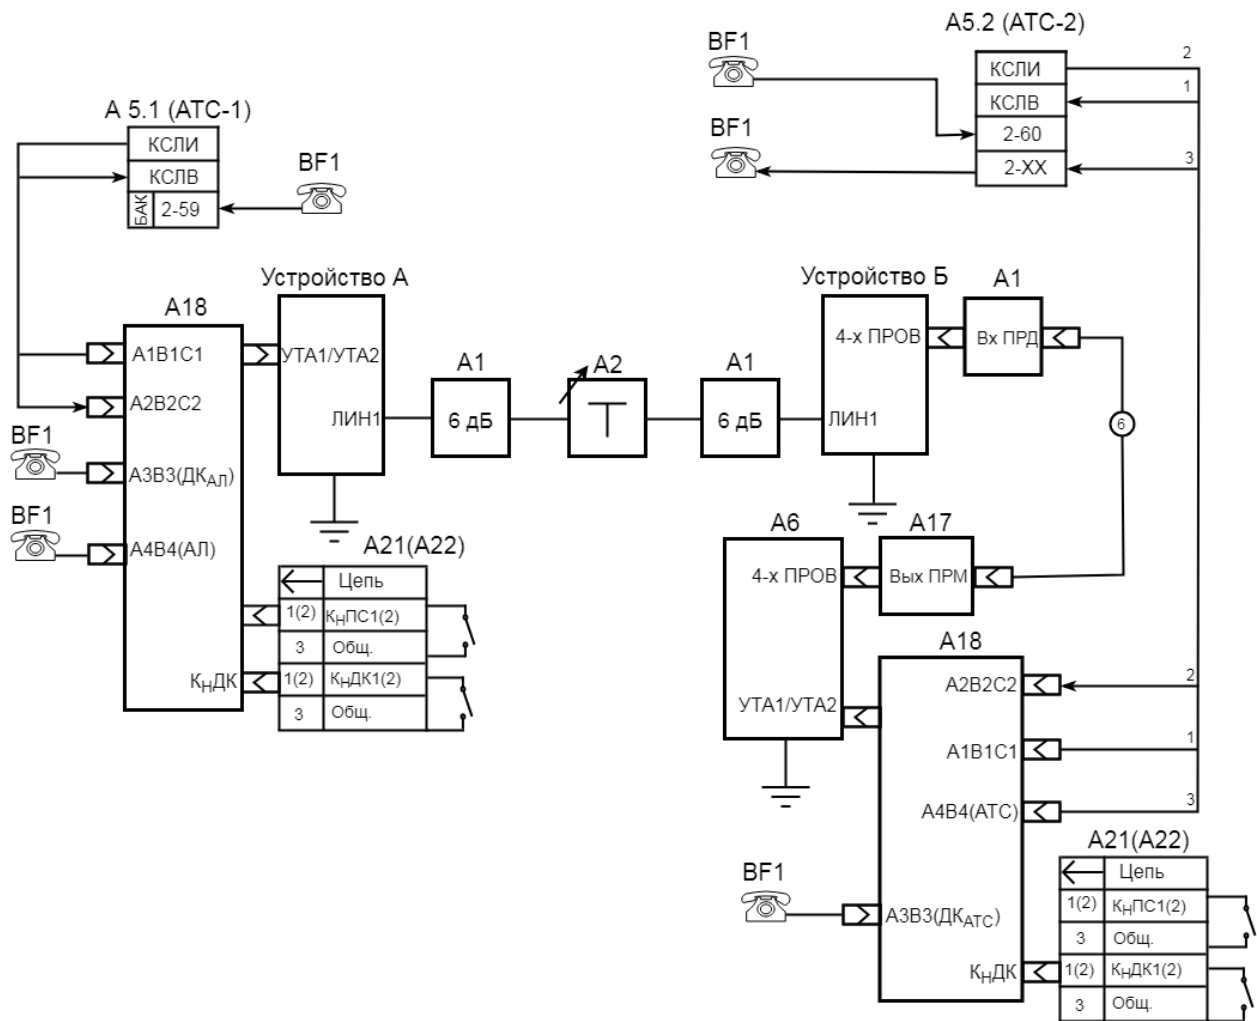 А5.2 (АТС-2)
BF1
КСЛИ
2
КСЛВ
1
BF1
2-60
2-ХХ
3
А 5.1 (АТС-1)
КСЛИ
КСЛВ
БАК
2-59
BF1
Устройство А
А18
А1В1С1
А2В2С2
BF1
А3В3(ДКАЛ)
BF1
А4В4(АЛ)
КНДК
УТА1/УТА2
ЛИН1
А1
6 дБ
А2
Т
А1
6 дБ
Устройство Б
4-х ПРОВ
ЛИН1
А1
Вх ПРД
6
А21(А22)
Цепь
1(2) КНПС1(2)
3 Общ.
1(2) КНДК1(2)
3 Общ.
А6
4-х ПРОВ
УТА1/УТА2
А17
Вых ПРМ
А18
А2В2С2
2
А1В1С1
1
А4В4(АТС)
3
BF1
А3В3(ДКАТС)
КНДК
А21(А22)
Цепь
1(2) КНПС1(2)
3 Общ.
1(2) КНДК1(2)
3 Общ.